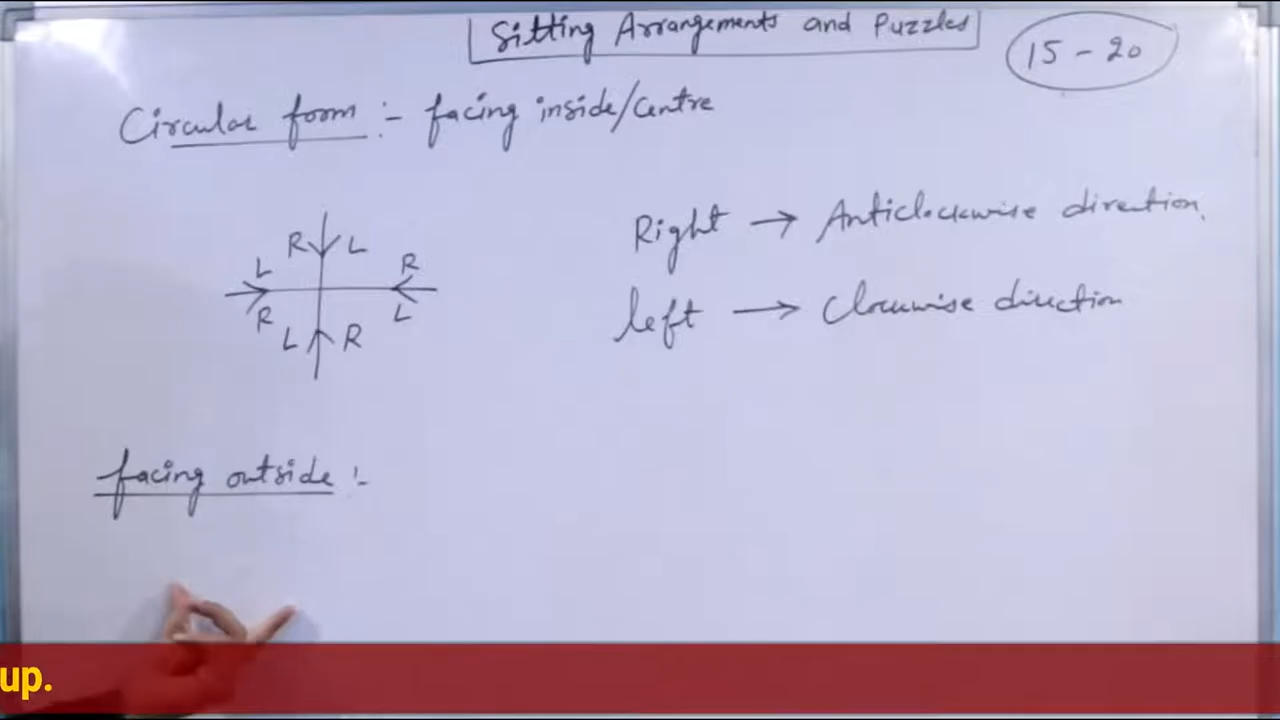 Sitting Arrangements and Puzzles
15 - 20
Circular form :- facing inside/Centre
Right → Anticlockwise direction.
left → Clockwise direction
R L
L R
R L
L R
facing outside :-
up.